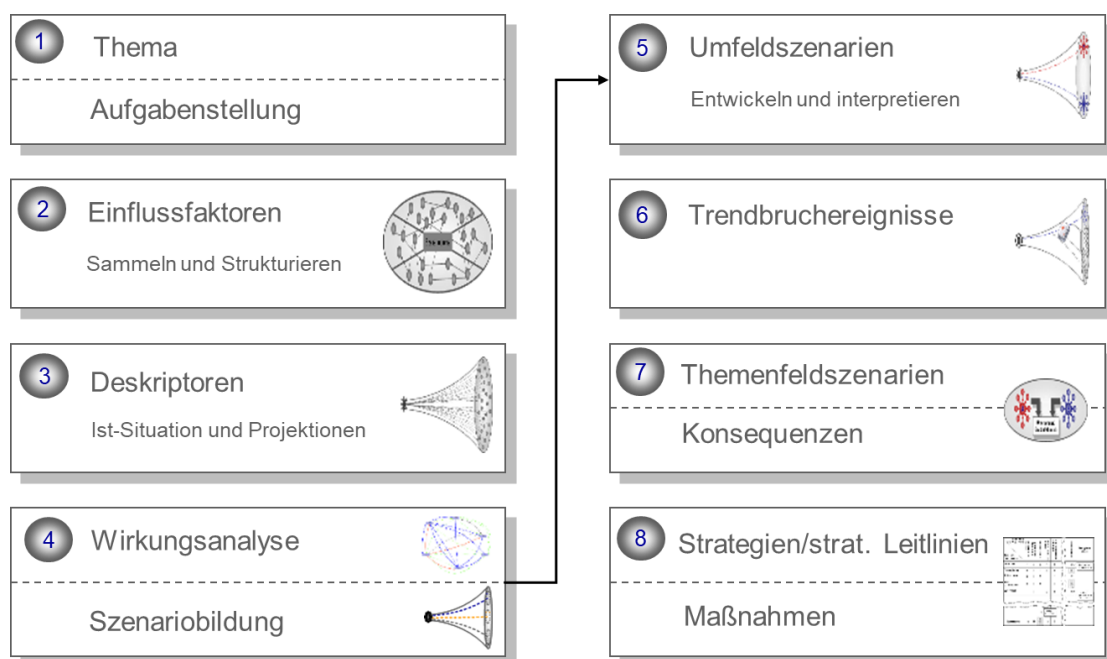 1
Thema
Aufgabenstellung
2
Einflussfaktoren
Sammeln und Strukturieren
3
Deskriptoren
Ist-Situation und Projektionen
4
Wirkungsanalyse
Szenariobildung
5
Umfeldszenarien
Entwickeln und interpretieren
6
Trendbruchereignisse
7
Themenfeldszenarien
Konsequenzen
8
Strategien/strat. Leitlinien
Maßnahmen